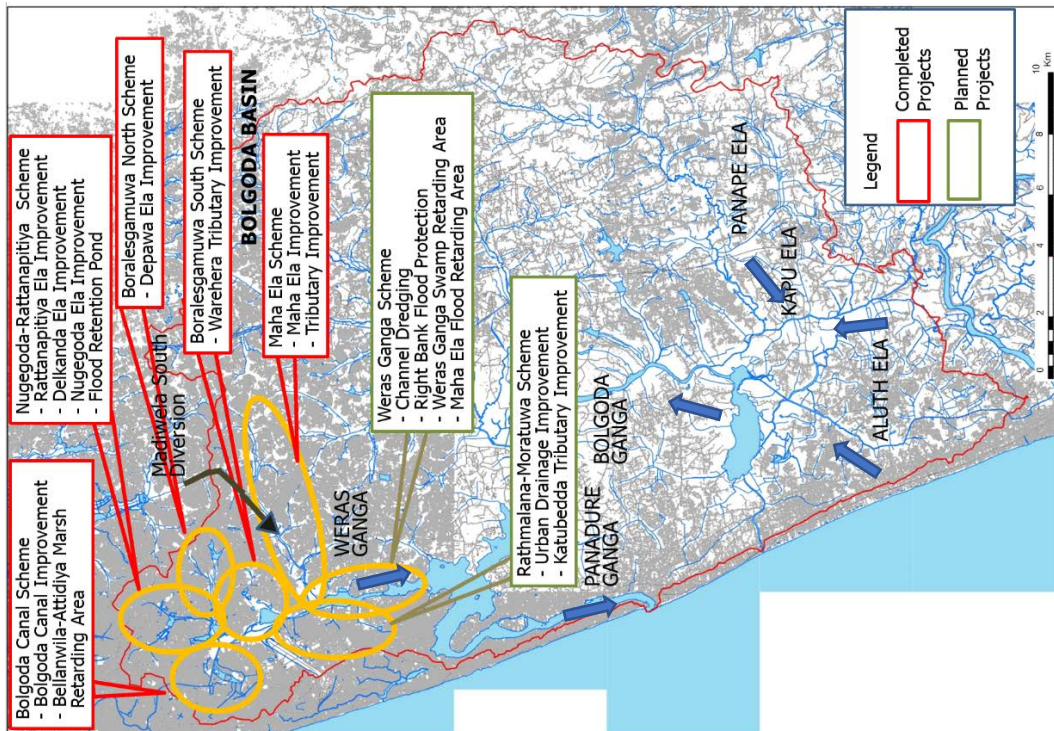 Bolgoda Canal Scheme
- Bolgoda Canal Improvement
- Bellanwila-Attidiya Marsh
Retarding Area
Nugegoda-Rattanapitiya Scheme
- Rattanapitiya Ela Improvement
- Delkanda Ela Improvement
- Nugegoda Ela Improvement
- Flood Retention Pond
Boralesgamuwa North Scheme
- Depawa Ela Improvement
Boralesgamuwa South Scheme
- Warehera Tributary Improvement
Maha Ela Scheme
- Maha Ela Improvement
- Tributary Improvement
Madiwela South
Diversion
BOLGODA BASIN
WERAS
GANGA
Weras Ganga Scheme
- Channel Dredging
- Right Bank Flood Protection
- Weras Ganga Swamp Retarding Area
- Maha Ela Flood Retarding Area
Rathmalana-Moratuwa Scheme
- Urban Drainage Improvement
- Katubedda Tributary Improvement
PANADURE
GANGA
BOLGODA
GANGA
PANAPE ELA
KAPU ELA
ALUTH ELA
Legend
Completed
Projects
Planned
Projects
0 2 4 6 8 10
Km